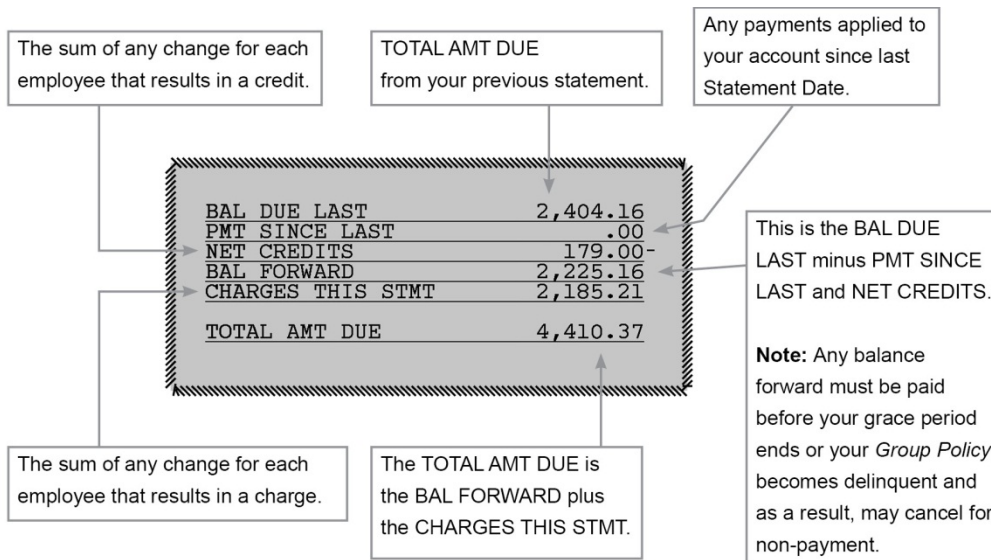 The sum of any change for each
employee that results in a credit.
TOTAL AMT DUE
from your previous statement.
Any payments applied to
your account since last
Statement Date.
BAL DUE LAST 2,404.16
PMT SINCE LAST .00
NET CREDITS 179.00-
BAL FORWARD 2,225.16
CHARGES THIS STMT 2,185.21
TOTAL AMT DUE 4,410.37
This is the BAL DUE
LAST minus PMT SINCE
LAST and NET CREDITS.
Note: Any balance
forward must be paid
before your grace period
ends or your Group Policy
becomes delinquent and
as a result, may cancel for
non-payment.
The sum of any change for each
employee that results in a charge.
The TOTAL AMT DUE is
the BAL FORWARD plus
the CHARGES THIS STMT.